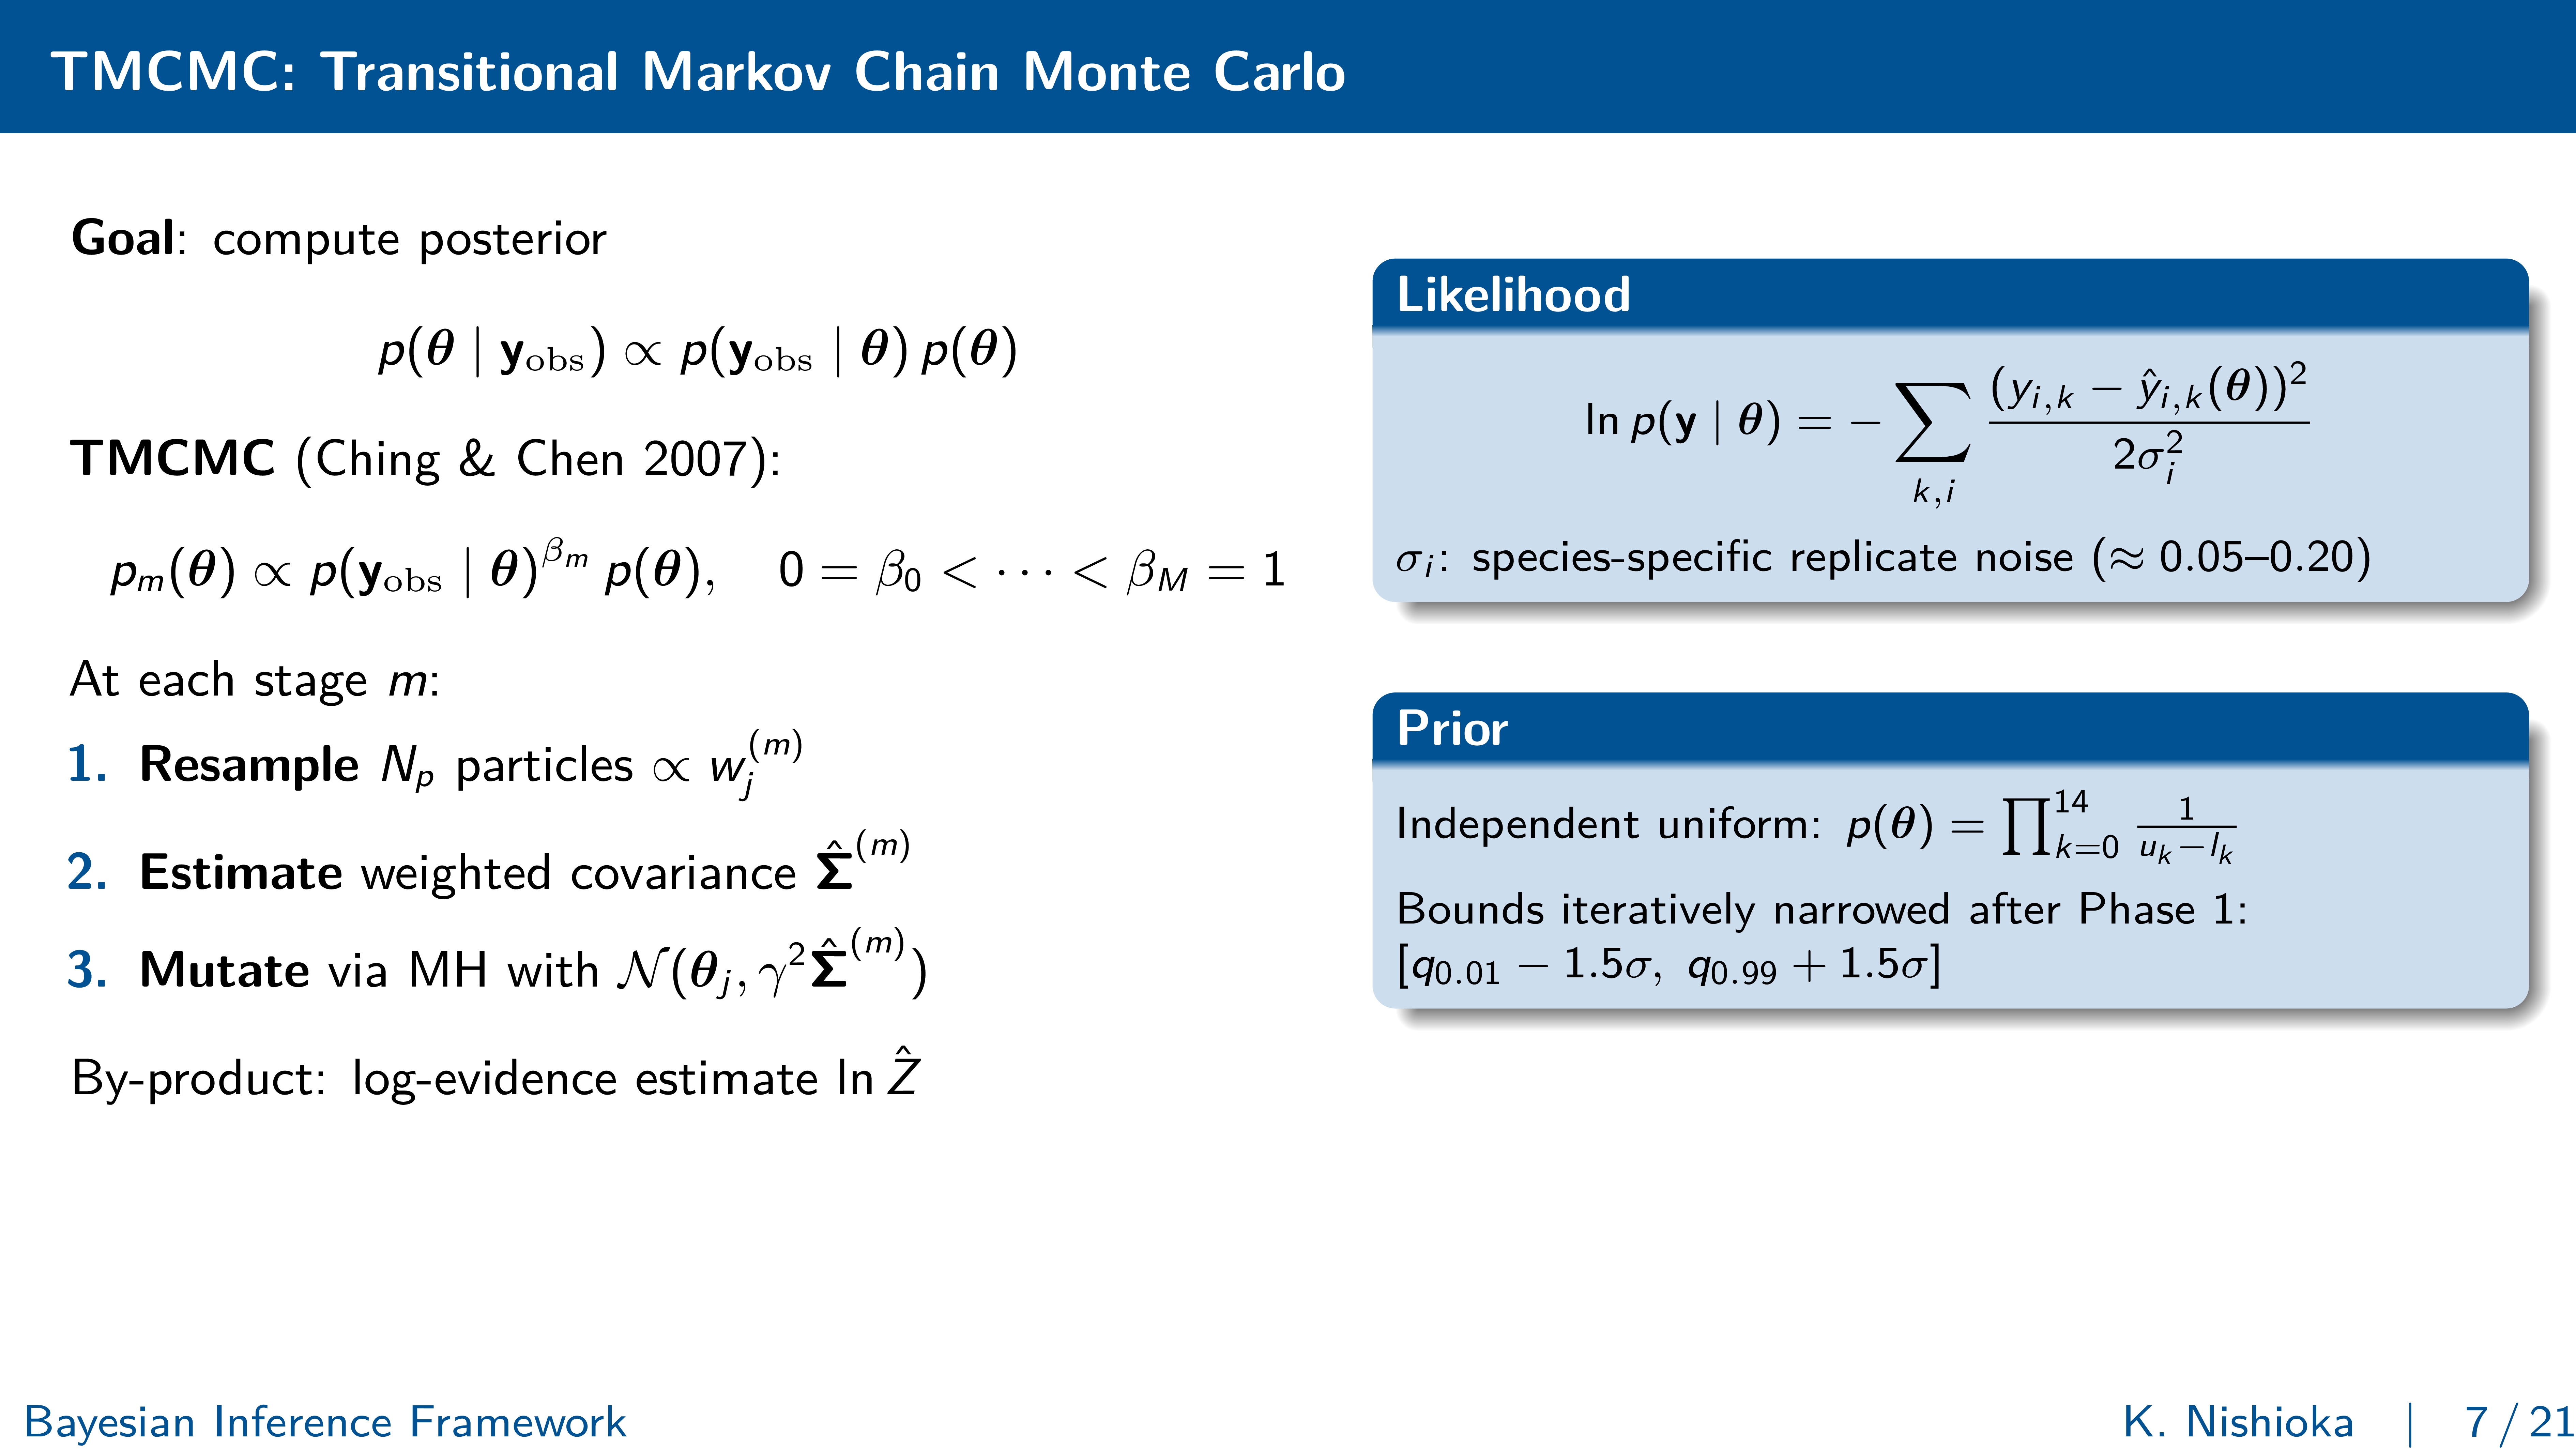 TMCMC: Transitional Markov Chain Monte Carlo
Goal: compute posterior
p(θ | y_obs) ∝ p(y_obs | θ) p(θ)
TMCMC (Ching & Chen 2007):
p_m(θ) ∝ p(y_obs | θ)^{β_m} p(θ), 0 = β_0 < ··· < β_M = 1
At each stage m:
1. Resample N_p particles ∝ w_j^{(m)}
2. Estimate weighted covariance Σ̂^{(m)}
3. Mutate via MH with 𝒩(θ_j, γ²Σ̂^{(m)})
By-product: log-evidence estimate ln Ẑ
Likelihood
ln p(y | θ) = − ∑_{k,i} (y_{i,k} − ŷ_{i,k}(θ))² / 2σ_i²
σ_i: species-specific replicate noise (≈ 0.05–0.20)
Prior
Independent uniform: p(θ) = ∏_{k=0}^{14} 1/(u_k−l_k)
Bounds iteratively narrowed after Phase 1:
[q_{0.01} − 1.5σ, q_{0.99} + 1.5σ]
Bayesian Inference Framework
K. Nishioka | 7 / 21